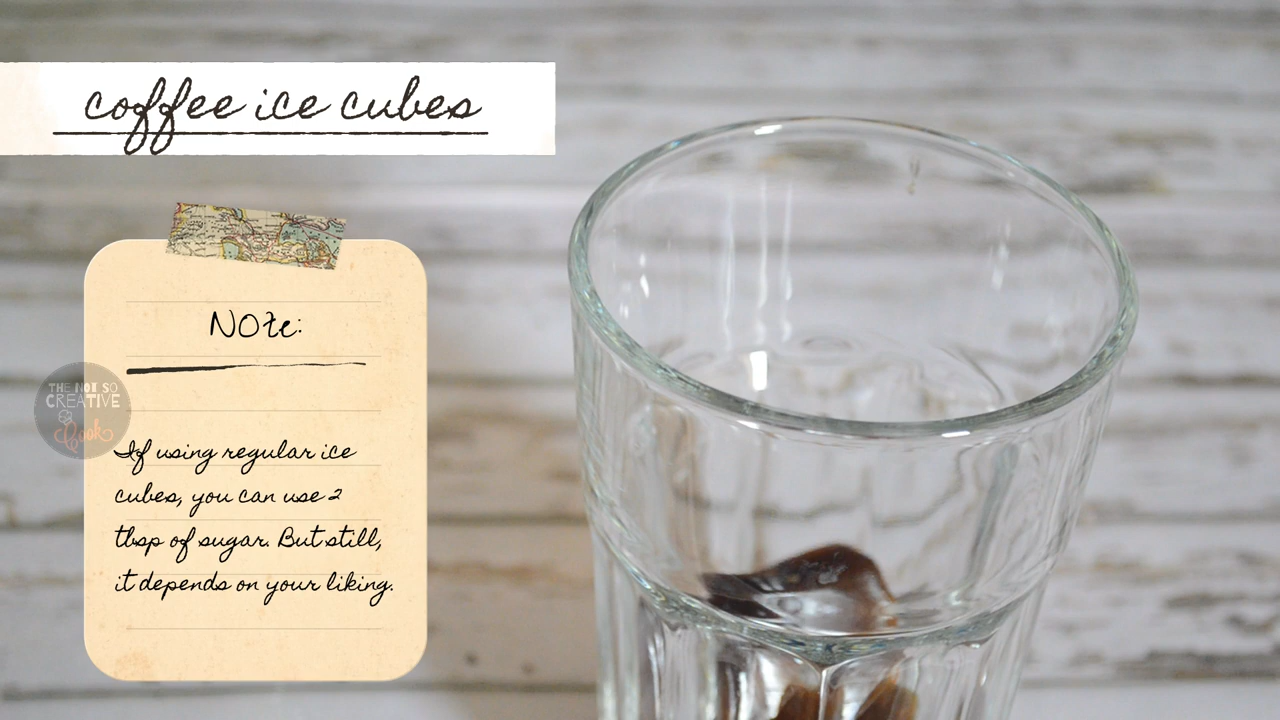 coffee ice cubes
NOte:
THE NOT SO
CREATIVE
Cook
If using regular ice
cubes, you can use 2
tbsp of sugar. But still,
it depends on your liking.